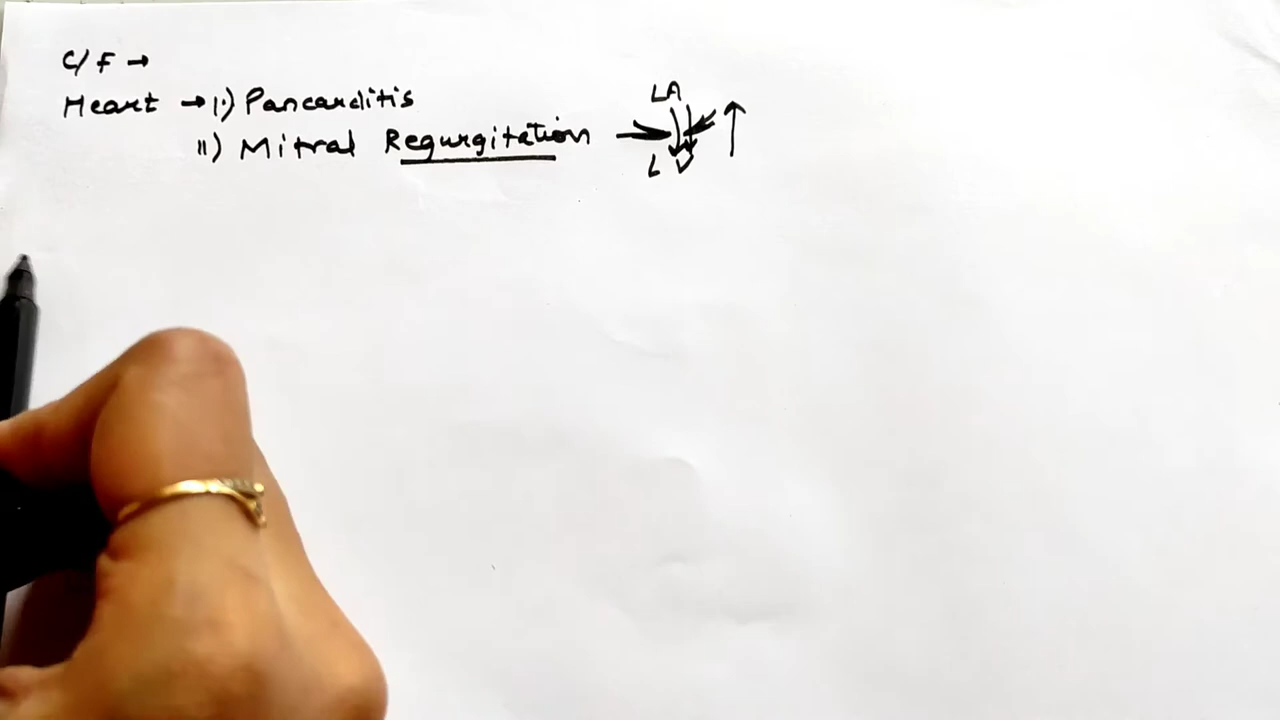 C/F →
Heart → i) Pancarditis
ii) Mitral Regurgitation → LA ↑
LV